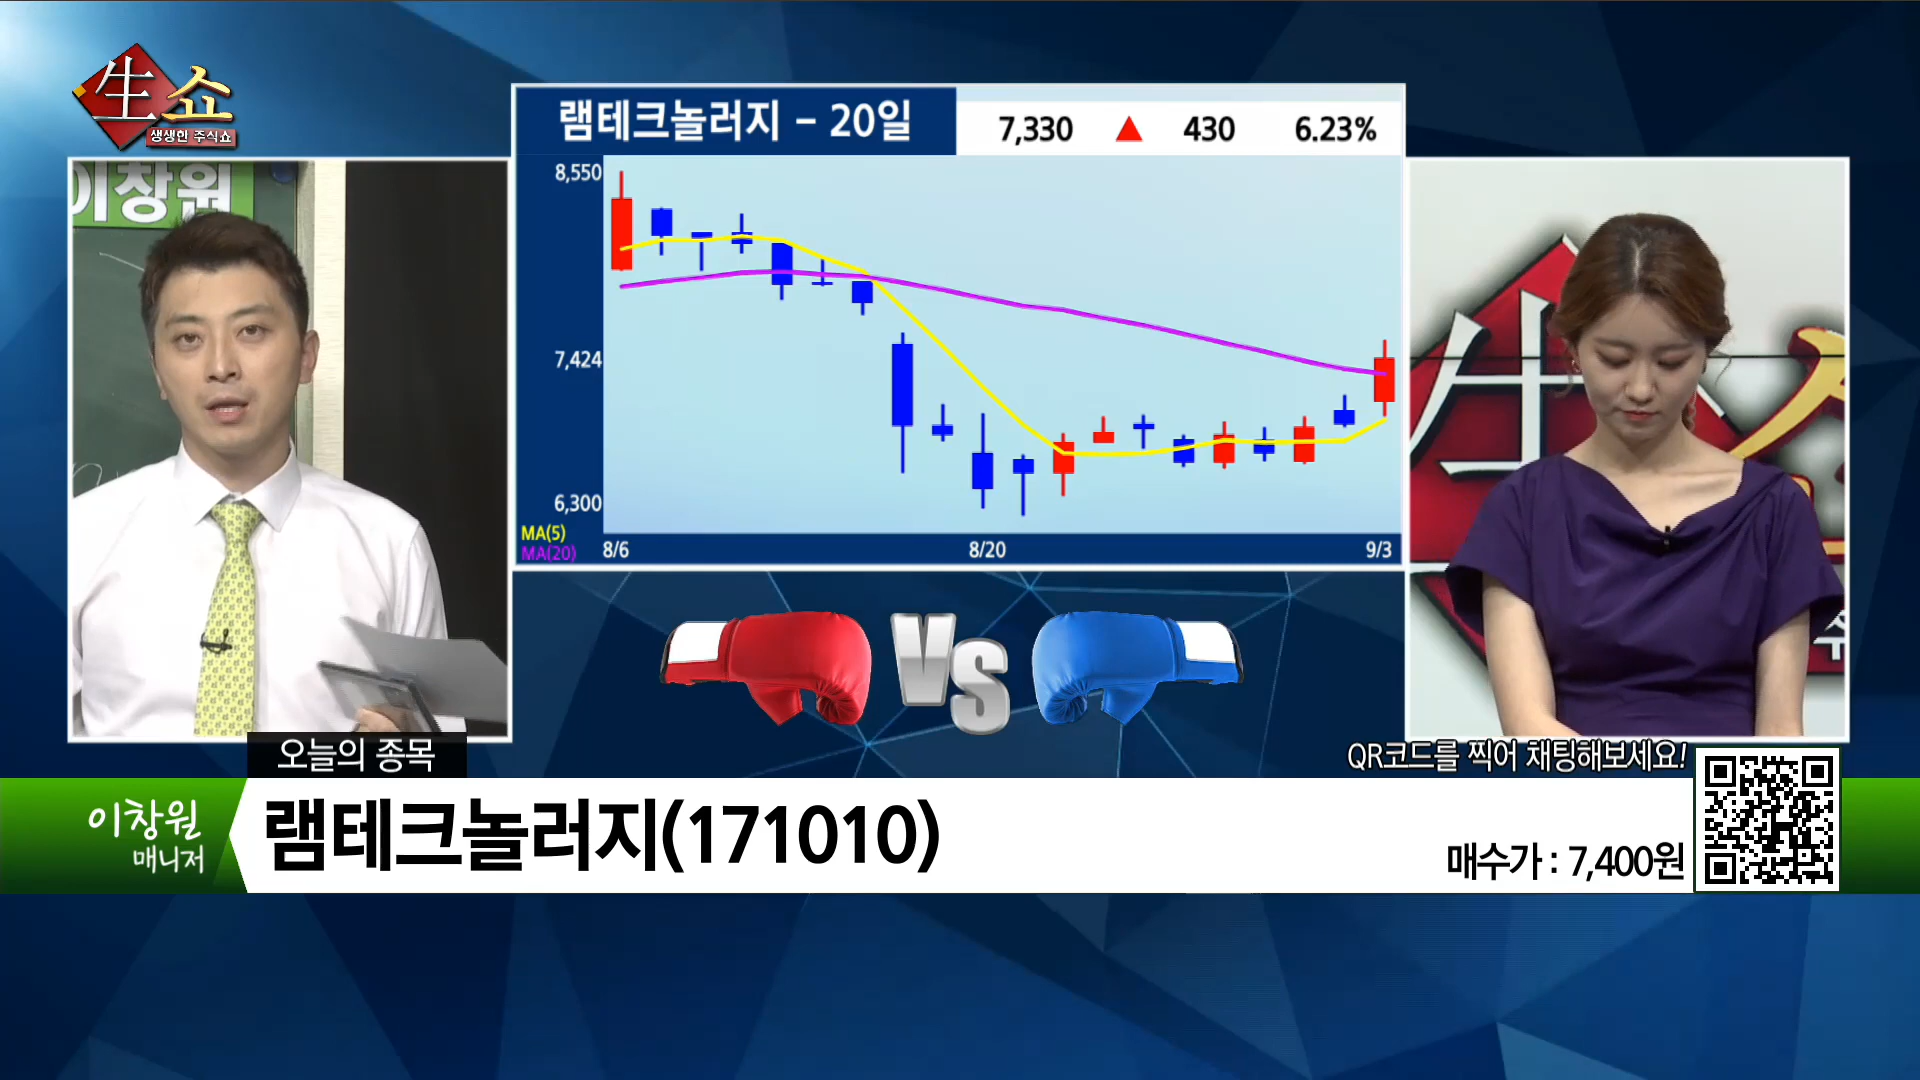 生쇼
생생한 주식쇼
이창원
램테크놀러지 - 20일
7,330 ▲ 430 6.23%
8,550
7,424
6,300
MA(5)
MA(20)
8/6 8/20 9/3
VS
生
오늘의 종목
QR코드를 찍어 채팅해보세요!
이창원
매니저
램테크놀러지(171010)
매수가 : 7,400원